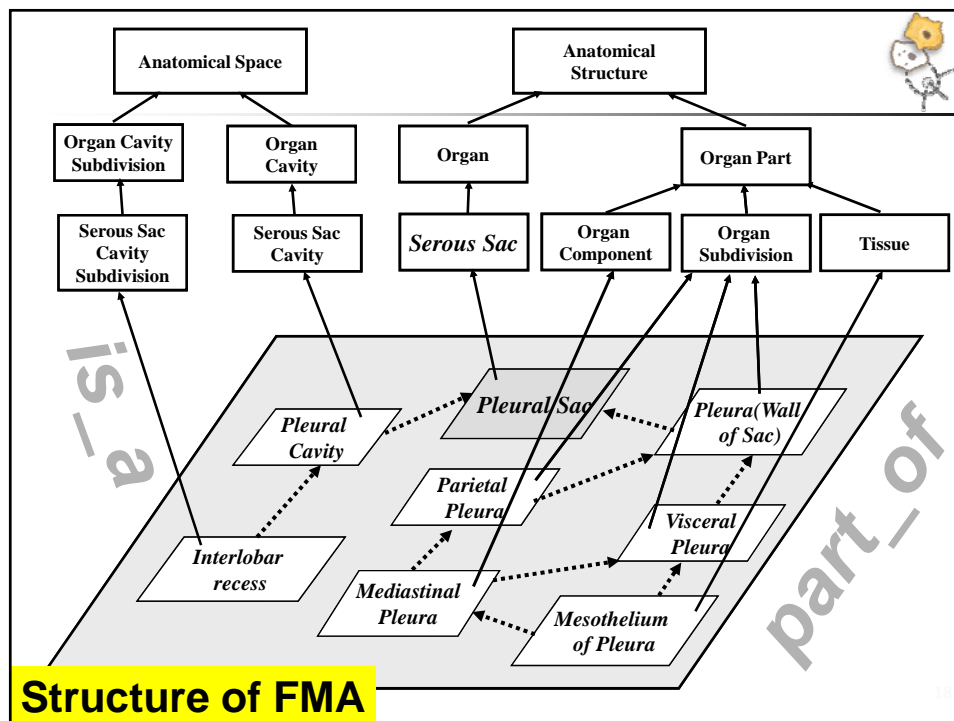 Anatomical Space
Anatomical
Structure
Organ Cavity
Subdivision
Organ
Cavity
Organ
Organ Part
Serous Sac
Cavity
Subdivision
Serous Sac
Cavity
Serous Sac
Organ
Component
Organ
Subdivision
Tissue
is_a
Pleural Sac
Pleura(Wall
of Sac)
Pleural
Cavity
Parietal
Pleura
Visceral
Pleura
part_of
Interlobar
recess
Mediastinal
Pleura
Mesothelium
of Pleura
Structure of FMA
18